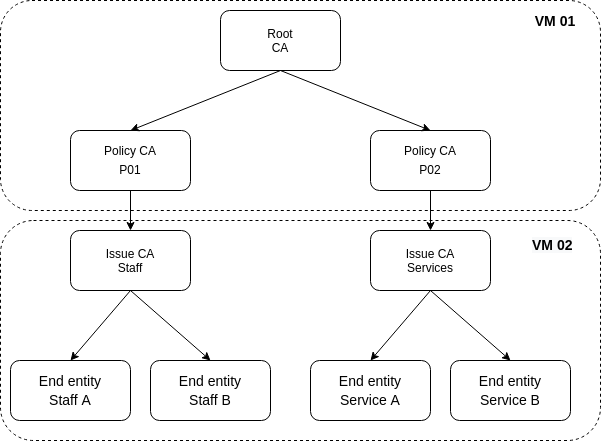 VM 01
Root
CA
Policy CA
P01
Policy CA
P02
VM 02
Issue CA
Staff
Issue CA
Services
End entity
Staff A
End entity
Staff B
End entity
Service A
End entity
Service B